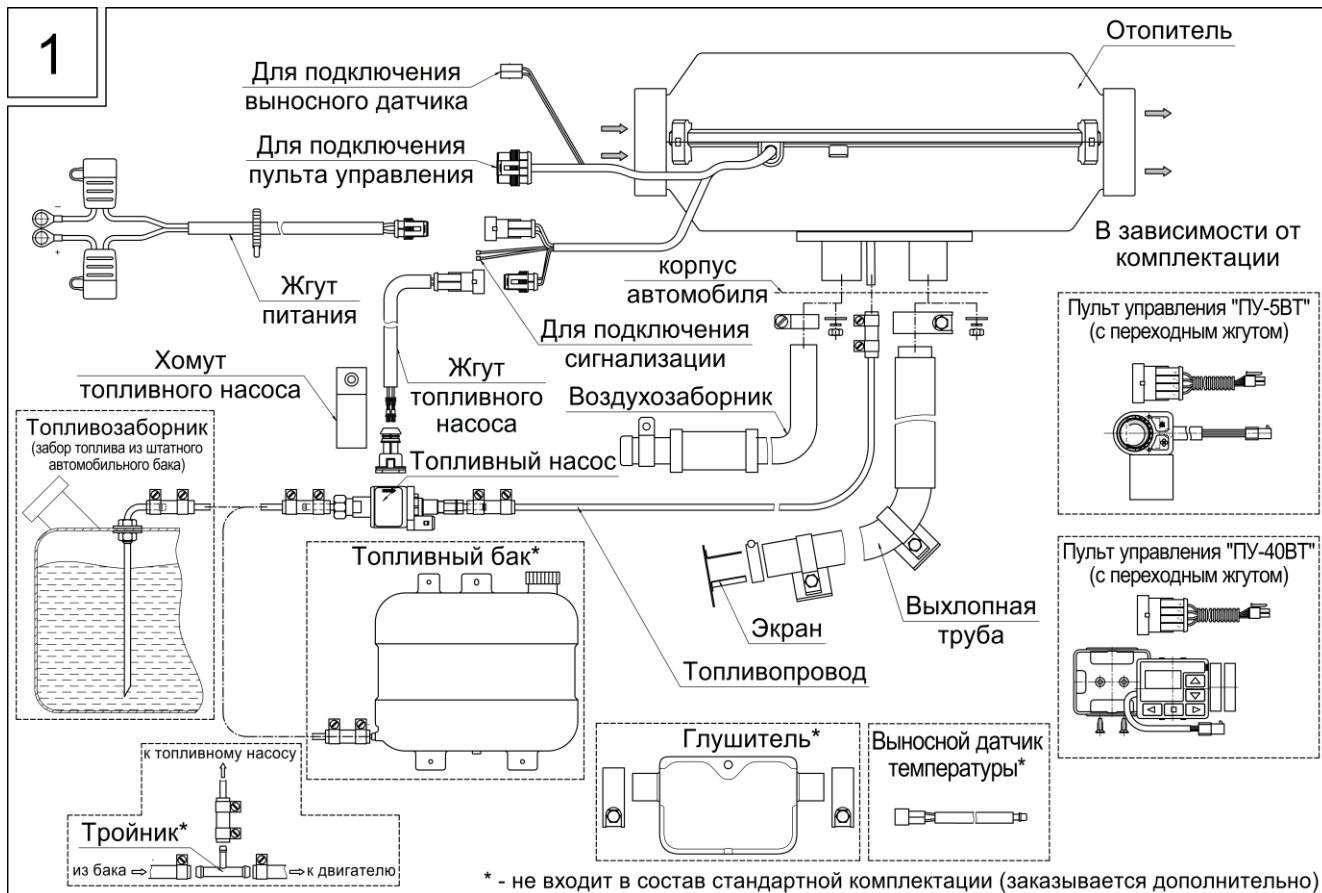 1
Отопитель
Для подключения
выносного датчика
Для подключения
пульта управления
–
+
Жгут
питания
корпус
автомобиля
В зависимости от
комплектации
Пульт управления "ПУ-5ВТ"
(с переходным жгутом)
Для подключения
сигнализации
Хомут
топливного насоса
Жгут
топливного
насоса
Воздухозаборник
Топливозаборник
(забор топлива из штатного
автомобильного бака)
Топливный насос
Топливный бак*
Пульт управления "ПУ-40ВТ"
(с переходным жгутом)
Экран
Выхлопная
труба
Топливопровод
к топливному насосу
Тройник*
из бака
к двигателю
Глушитель*
Выносной датчик
температуры*
* - не входит в состав стандартной комплектации (заказывается дополнительно)